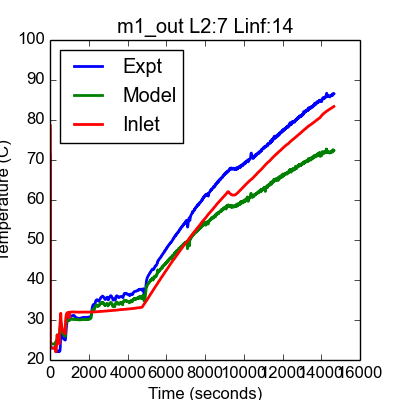 m1_out L2:7 Linf:14
100
90
80
70
60
50
40
30
20
Temperature (C)
Expt
Model
Inlet
0 2000 4000 6000 8000 10000 12000 14000 16000
Time (seconds)